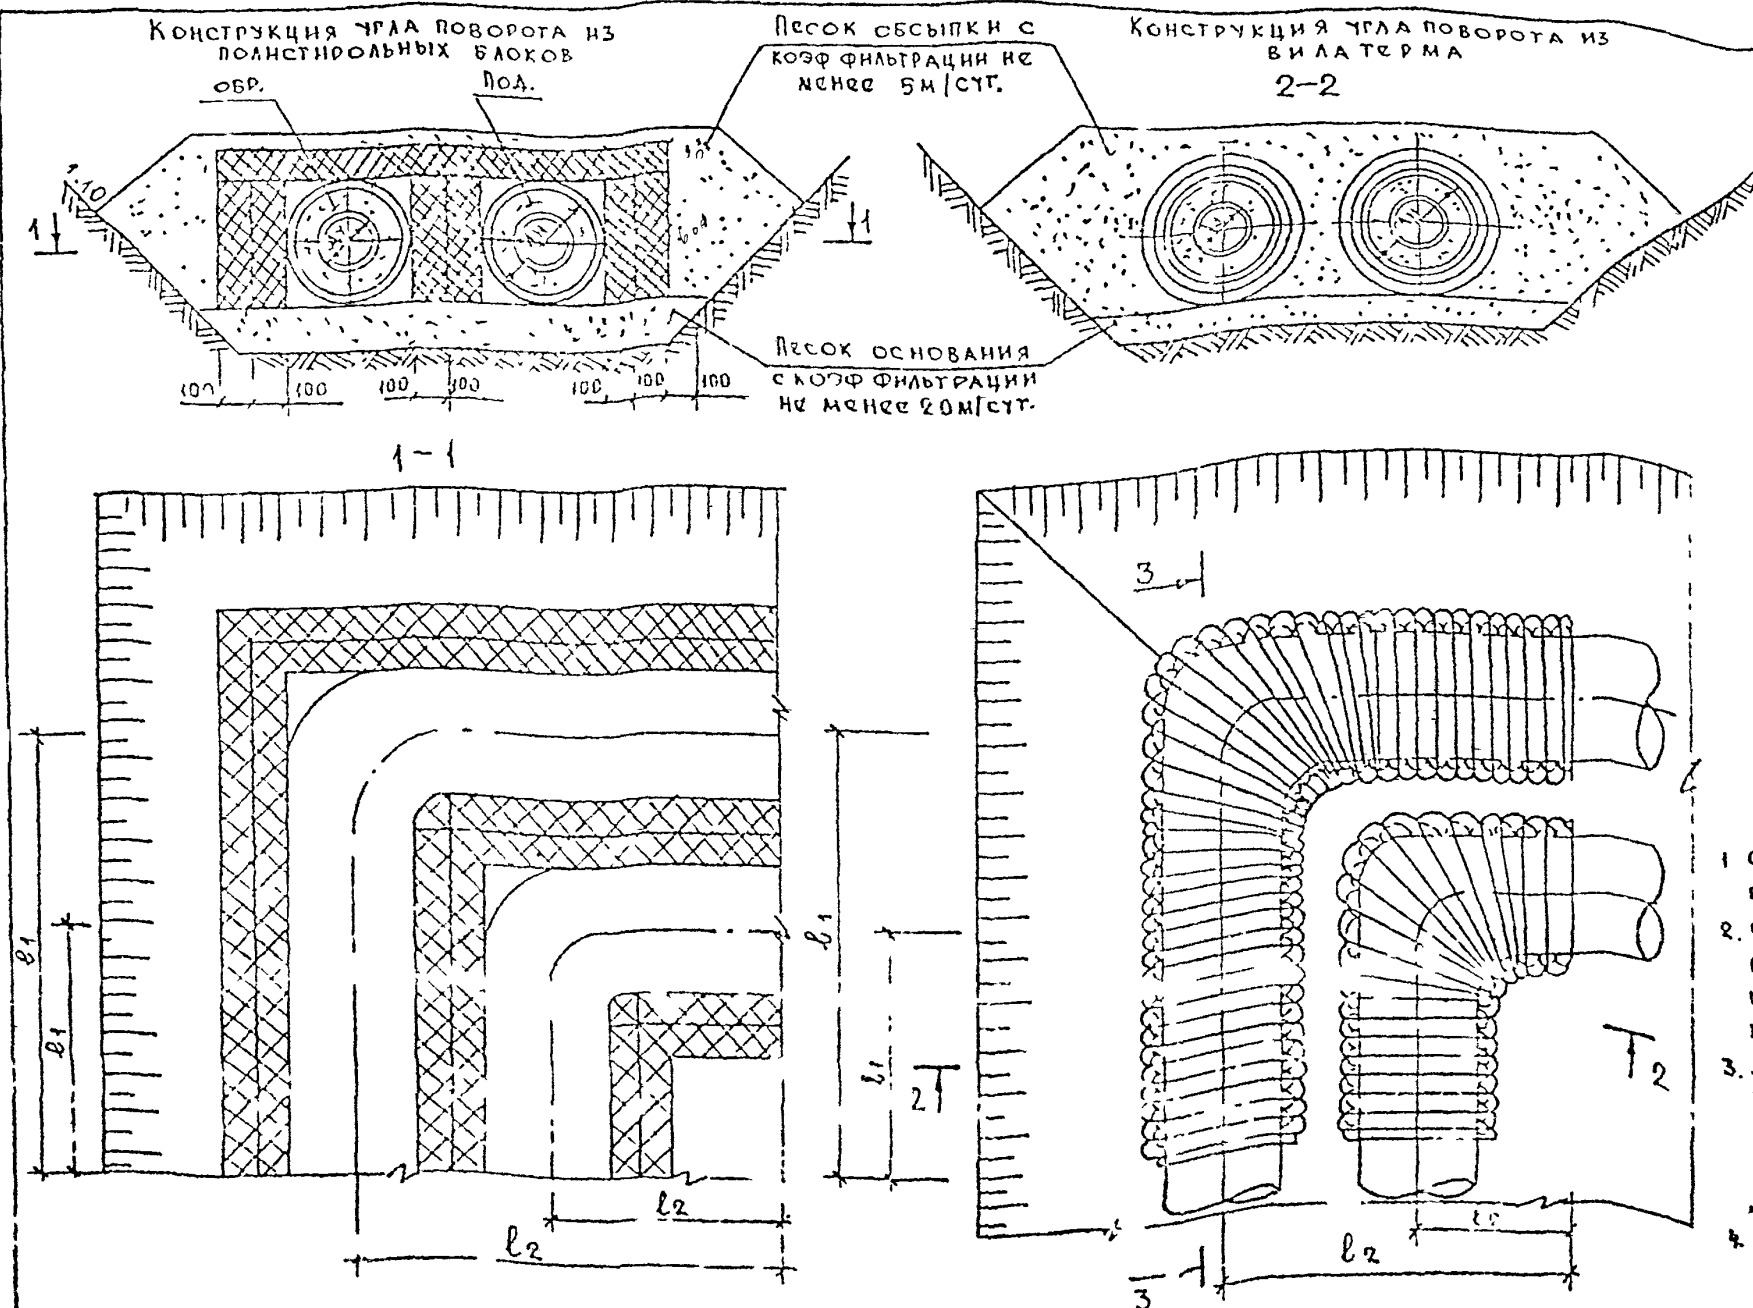 Конструкция угла поворота из
полистирольных блоков
обр.
под.
Песок обсыпки с
коэф фильтрации не
менее 5м/сут.
Конструкция угла поворота из
вилатерма
2-2
1
1
Песок основания
с коэф фильтрации
не менее 20м/сут.
100
100
100
100
100
100
100
1-1
3
ℓ1
ℓ1
ℓ1
ℓ1
ℓ2
ℓ2
2
2
ℓ2
3
1
2.
3.
4